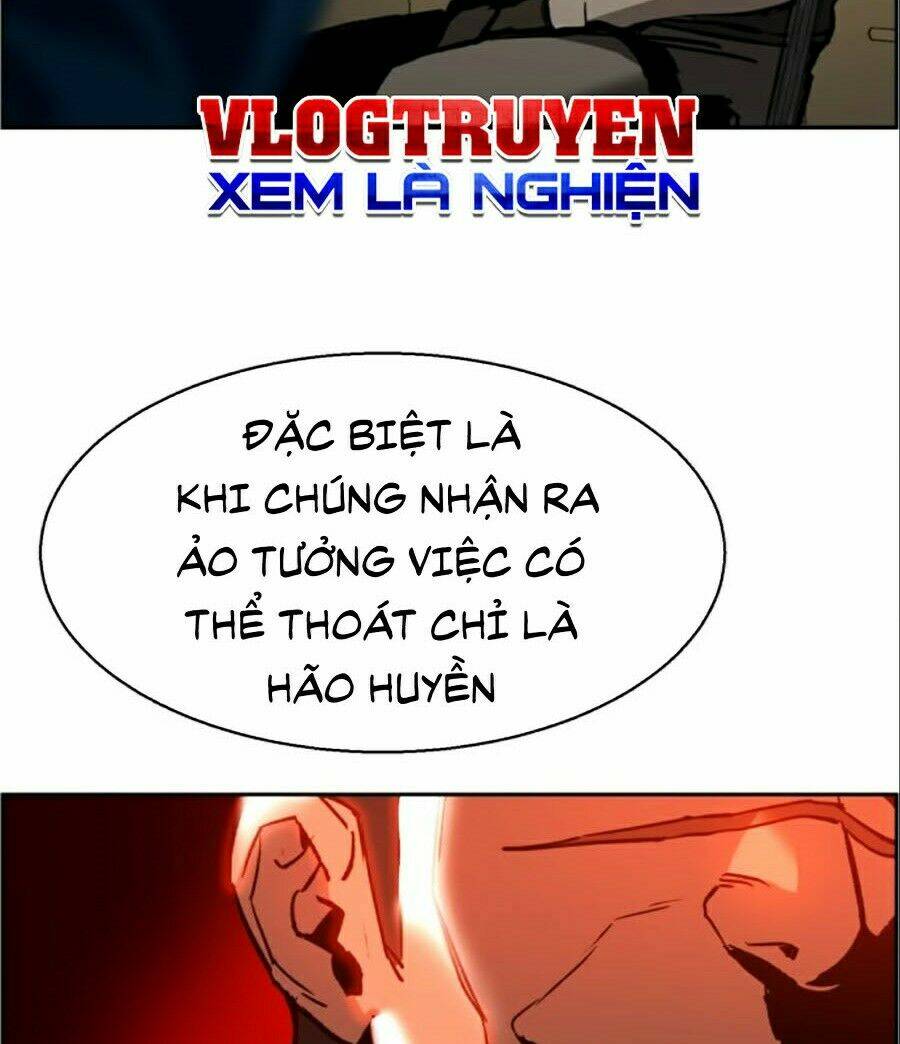 VLOGTRUYEN
XEM LÀ NGHIỆN
ĐẶC BIỆT LÀ
KHI CHÚNG NHẬN RA
ẢO TƯỞNG VIỆC CÓ
THỂ THOÁT CHỈ LÀ
HÃO HUYỀN